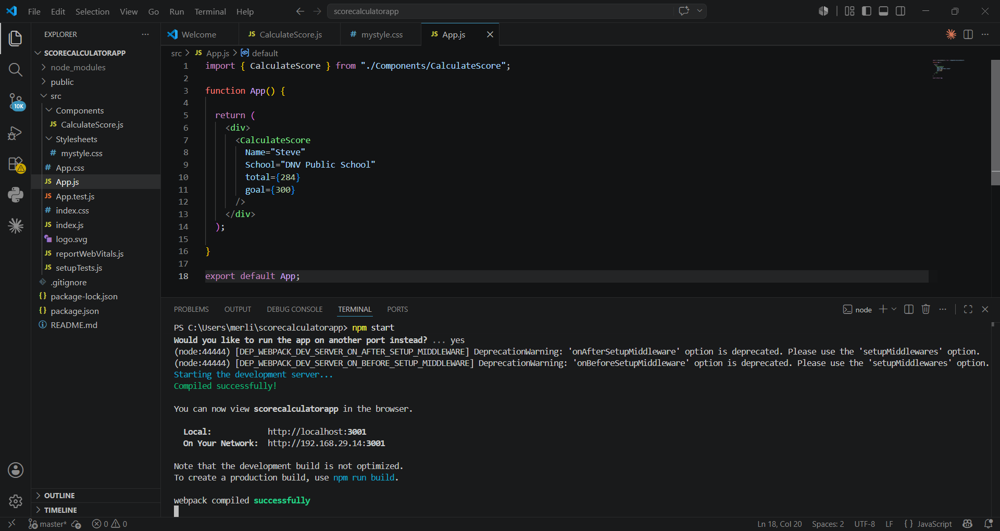 File Edit Selection View Go Run Terminal Help
scorecalculatorapp
EXPLORER
SCORECALCULATORAPP
node_modules
public
src
Components
JS CalculateScore.js
Stylesheets
# mystyle.css
# App.css
JS App.js
JS App.test.js
# index.css
JS index.js
logo.svg
JS reportWebVitals.js
JS setupTests.js
.gitignore
{} package-lock.json
{} package.json
README.md
OUTLINE
TIMELINE
10K
Welcome
JS CalculateScore.js
# mystyle.css
JS App.js
src > JS App.js > default
1 import { CalculateScore } from "./Components/CalculateScore";
2
3 function App() {
4
5 return (
6 <div>
7 <CalculateScore
8 Name="Steve"
9 School="DNV Public School"
10 total={284}
11 goal={300}
12 />
13 </div>
14 );
15
16 }
17
18 export default App;
PROBLEMS OUTPUT DEBUG CONSOLE TERMINAL PORTS
node
PS C:\Users\merli\scorecalculatorapp> npm start
Would you like to run the app on another port instead? ... yes
(node:44444) [DEP_WEBPACK_DEV_SERVER_ON_AFTER_SETUP_MIDDLEWARE] DeprecationWarning: 'onAfterSetupMiddleware' option is deprecated. Please use the 'setupMiddlewares' option.
(node:44444) [DEP_WEBPACK_DEV_SERVER_ON_BEFORE_SETUP_MIDDLEWARE] DeprecationWarning: 'onBeforeSetupMiddleware' option is deprecated. Please use the 'setupMiddlewares' option.
Starting the development server...
Compiled successfully!
You can now view scorecalculatorapp in the browser.
Local: http://localhost:3001
On Your Network: http://192.168.29.14:3001
Note that the development build is not optimized.
To create a production build, use npm run build.
webpack compiled successfully
master* 0 0
Ln 18, Col 20 Spaces: 2 UTF-8 LF {} JavaScript